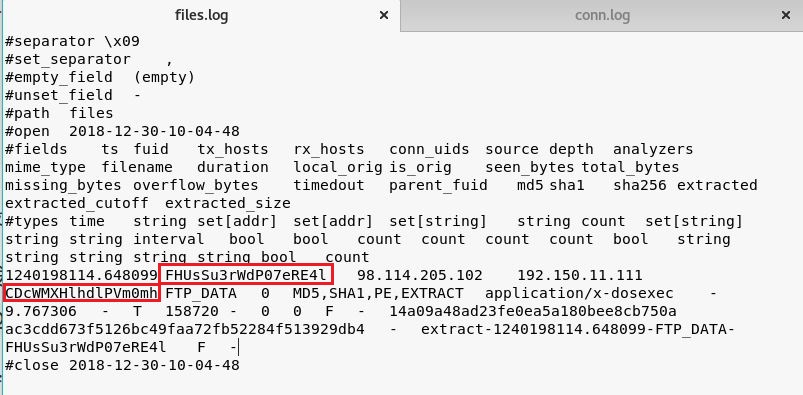 files.log × conn.log ×
#separator \x09
#set_separator ,
#empty_field (empty)
#unset_field -
#path files
#open 2018-12-30-10-04-48
#fields ts fuid tx_hosts rx_hosts conn_uids source depth analyzers
mime_type filename duration local_orig is_orig seen_bytes total_bytes
missing_bytes overflow_bytes timedout parent_fuid md5 sha1 sha256 extracted
extracted_cutoff extracted_size
#types time string set[addr] set[addr] set[string] string count set[string]
string string interval bool bool count count count count bool string
string string string string bool count
1240198114.648099 FHUsSu3rWdP07eRE4l 98.114.205.102 192.150.11.111
CDcWMXHlhdlPVm0mh FTP_DATA 0 MD5,SHA1,PE,EXTRACT application/x-dosexec -
9.767306 - T 158720 - 0 0 F - 14a09a48ad23fe0ea5a180bee8cb750a
ac3cdd673f5126bc49faa72fb52284f513929db4 - extract-1240198114.648099-FTP_DATA-
FHUsSu3rWdP07eRE4l F -
#close 2018-12-30-10-04-48